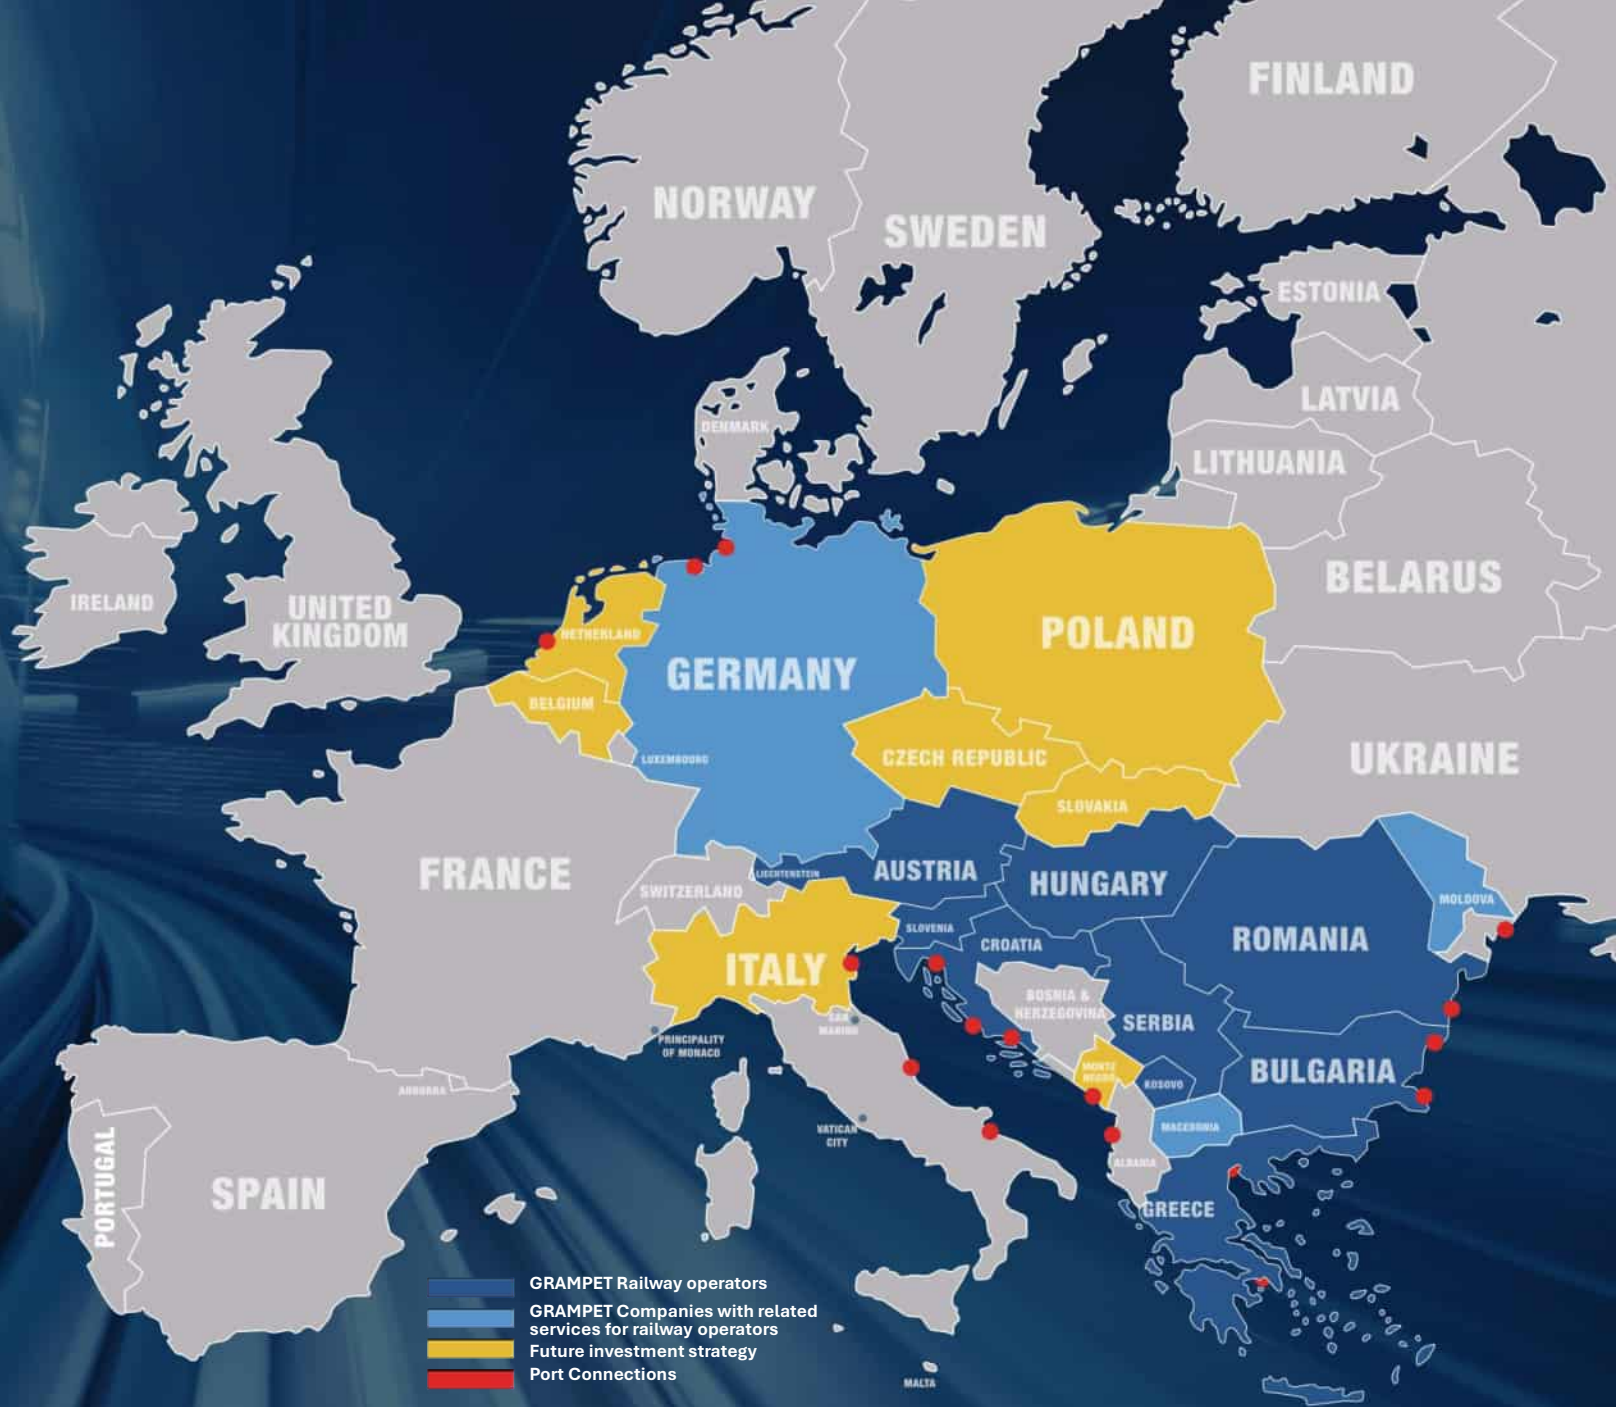 FINLAND
NORWAY
SWEDEN
ESTONIA
LATVIA
DENMARK
LITHUANIA
BELARUS
IRELAND
UNITED
KINGDOM
NETHERLAND
POLAND
GERMANY
BELGIUM
LUXEMBOURG
CZECH REPUBLIC
UKRAINE
SLOVAKIA
FRANCE
SWITZERLAND
LIECHTENSTEIN
AUSTRIA
HUNGARY
MOLDOVA
SLOVENIA
CROATIA
ROMANIA
ITALY
BOSNIA &
HERZEGOVINA
SAN
MARINO
SERBIA
PRINCIPALITY
OF MONACO
MONTE
NEGRO
KOSOVO
BULGARIA
ANDORRA
VATICAN
CITY
MACEDONIA
ALBANIA
PORTUGAL
SPAIN
GREECE
GRAMPET Railway operators
GRAMPET Companies with related
services for railway operators
Future investment strategy
Port Connections
MALTA